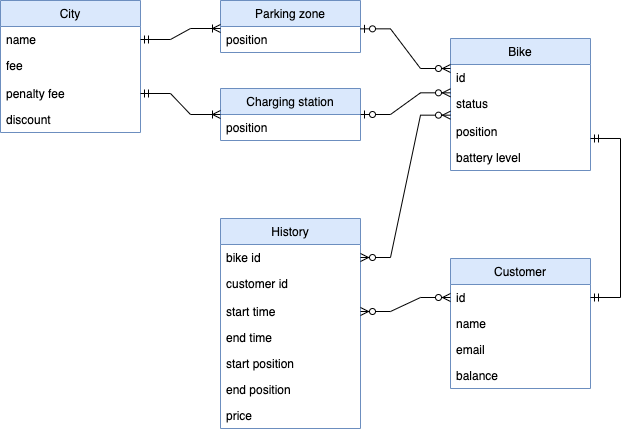 City
name
fee
penalty fee
discount
Parking zone
position
Charging station
position
Bike
id
status
position
battery level
History
bike id
customer id
start time
end time
start position
end position
price
Customer
id
name
email
balance